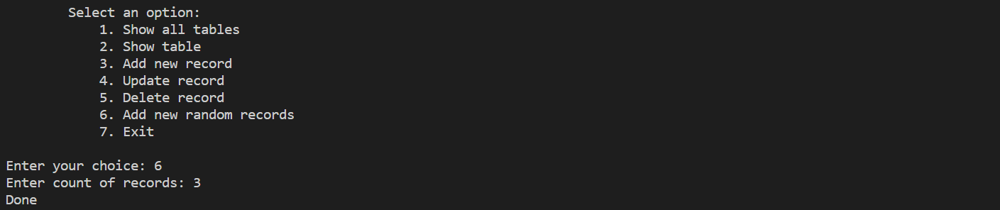 Select an option:
1. Show all tables
2. Show table
3. Add new record
4. Update record
5. Delete record
6. Add new random records
7. Exit
Enter your choice: 6
Enter count of records: 3
Done